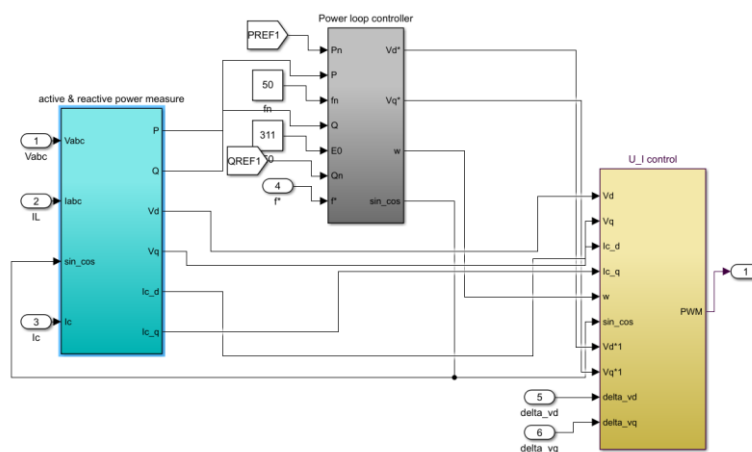 Power loop controller
PREF1
Pn
Vd*
P
50
fn
fn
Vq*
Q
311
E0
QREF1
Qn
w
4
f*
f*
sin_cos
active & reactive power measure
1
Vabc
Vabc
P
Q
2
IL
Iabc
Vd
sin_cos
Vq
Ic_d
3
Ic
Ic
Ic_q
U_I control
Vd
Vq
Ic_d
Ic_q
w
sin_cos
Vd*1
Vq*1
delta_vd
delta_vq
PWM
1
5
delta_vd
6
delta_vq